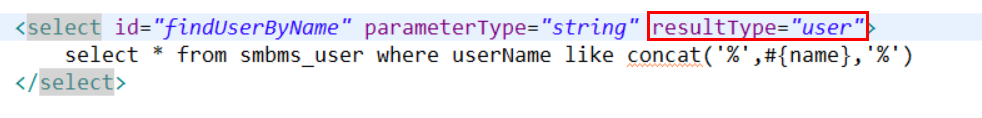 <select id="findUserByName" parameterType="string" resultType="user">
select * from smbms_user where userName like concat('%',#{name},'%')
</select>